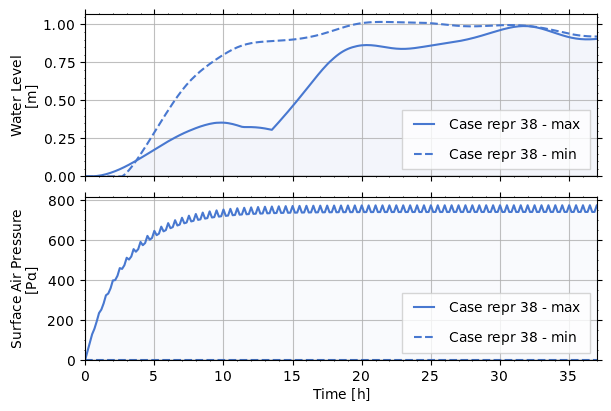 1.00
0.75
0.50
0.25
0.00
Water Level
[m]
Case repr 38 - max
Case repr 38 - min
800
600
400
200
0
Surface Air Pressure
[Pa]
Case repr 38 - max
Case repr 38 - min
0 5 10 15 20 25 30 35
Time [h]